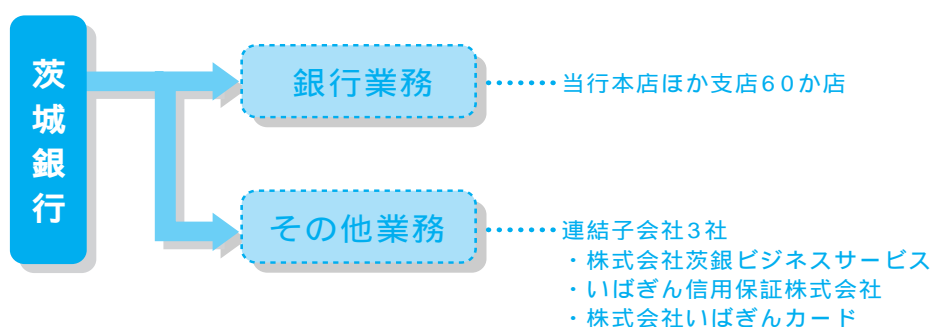 茨城銀行
銀行業務
当行本店ほか支店60か店
その他業務
連結子会社3社
・株式会社茨銀ビジネスサービス
・いばぎん信用保証株式会社
・株式会社いばぎんカード